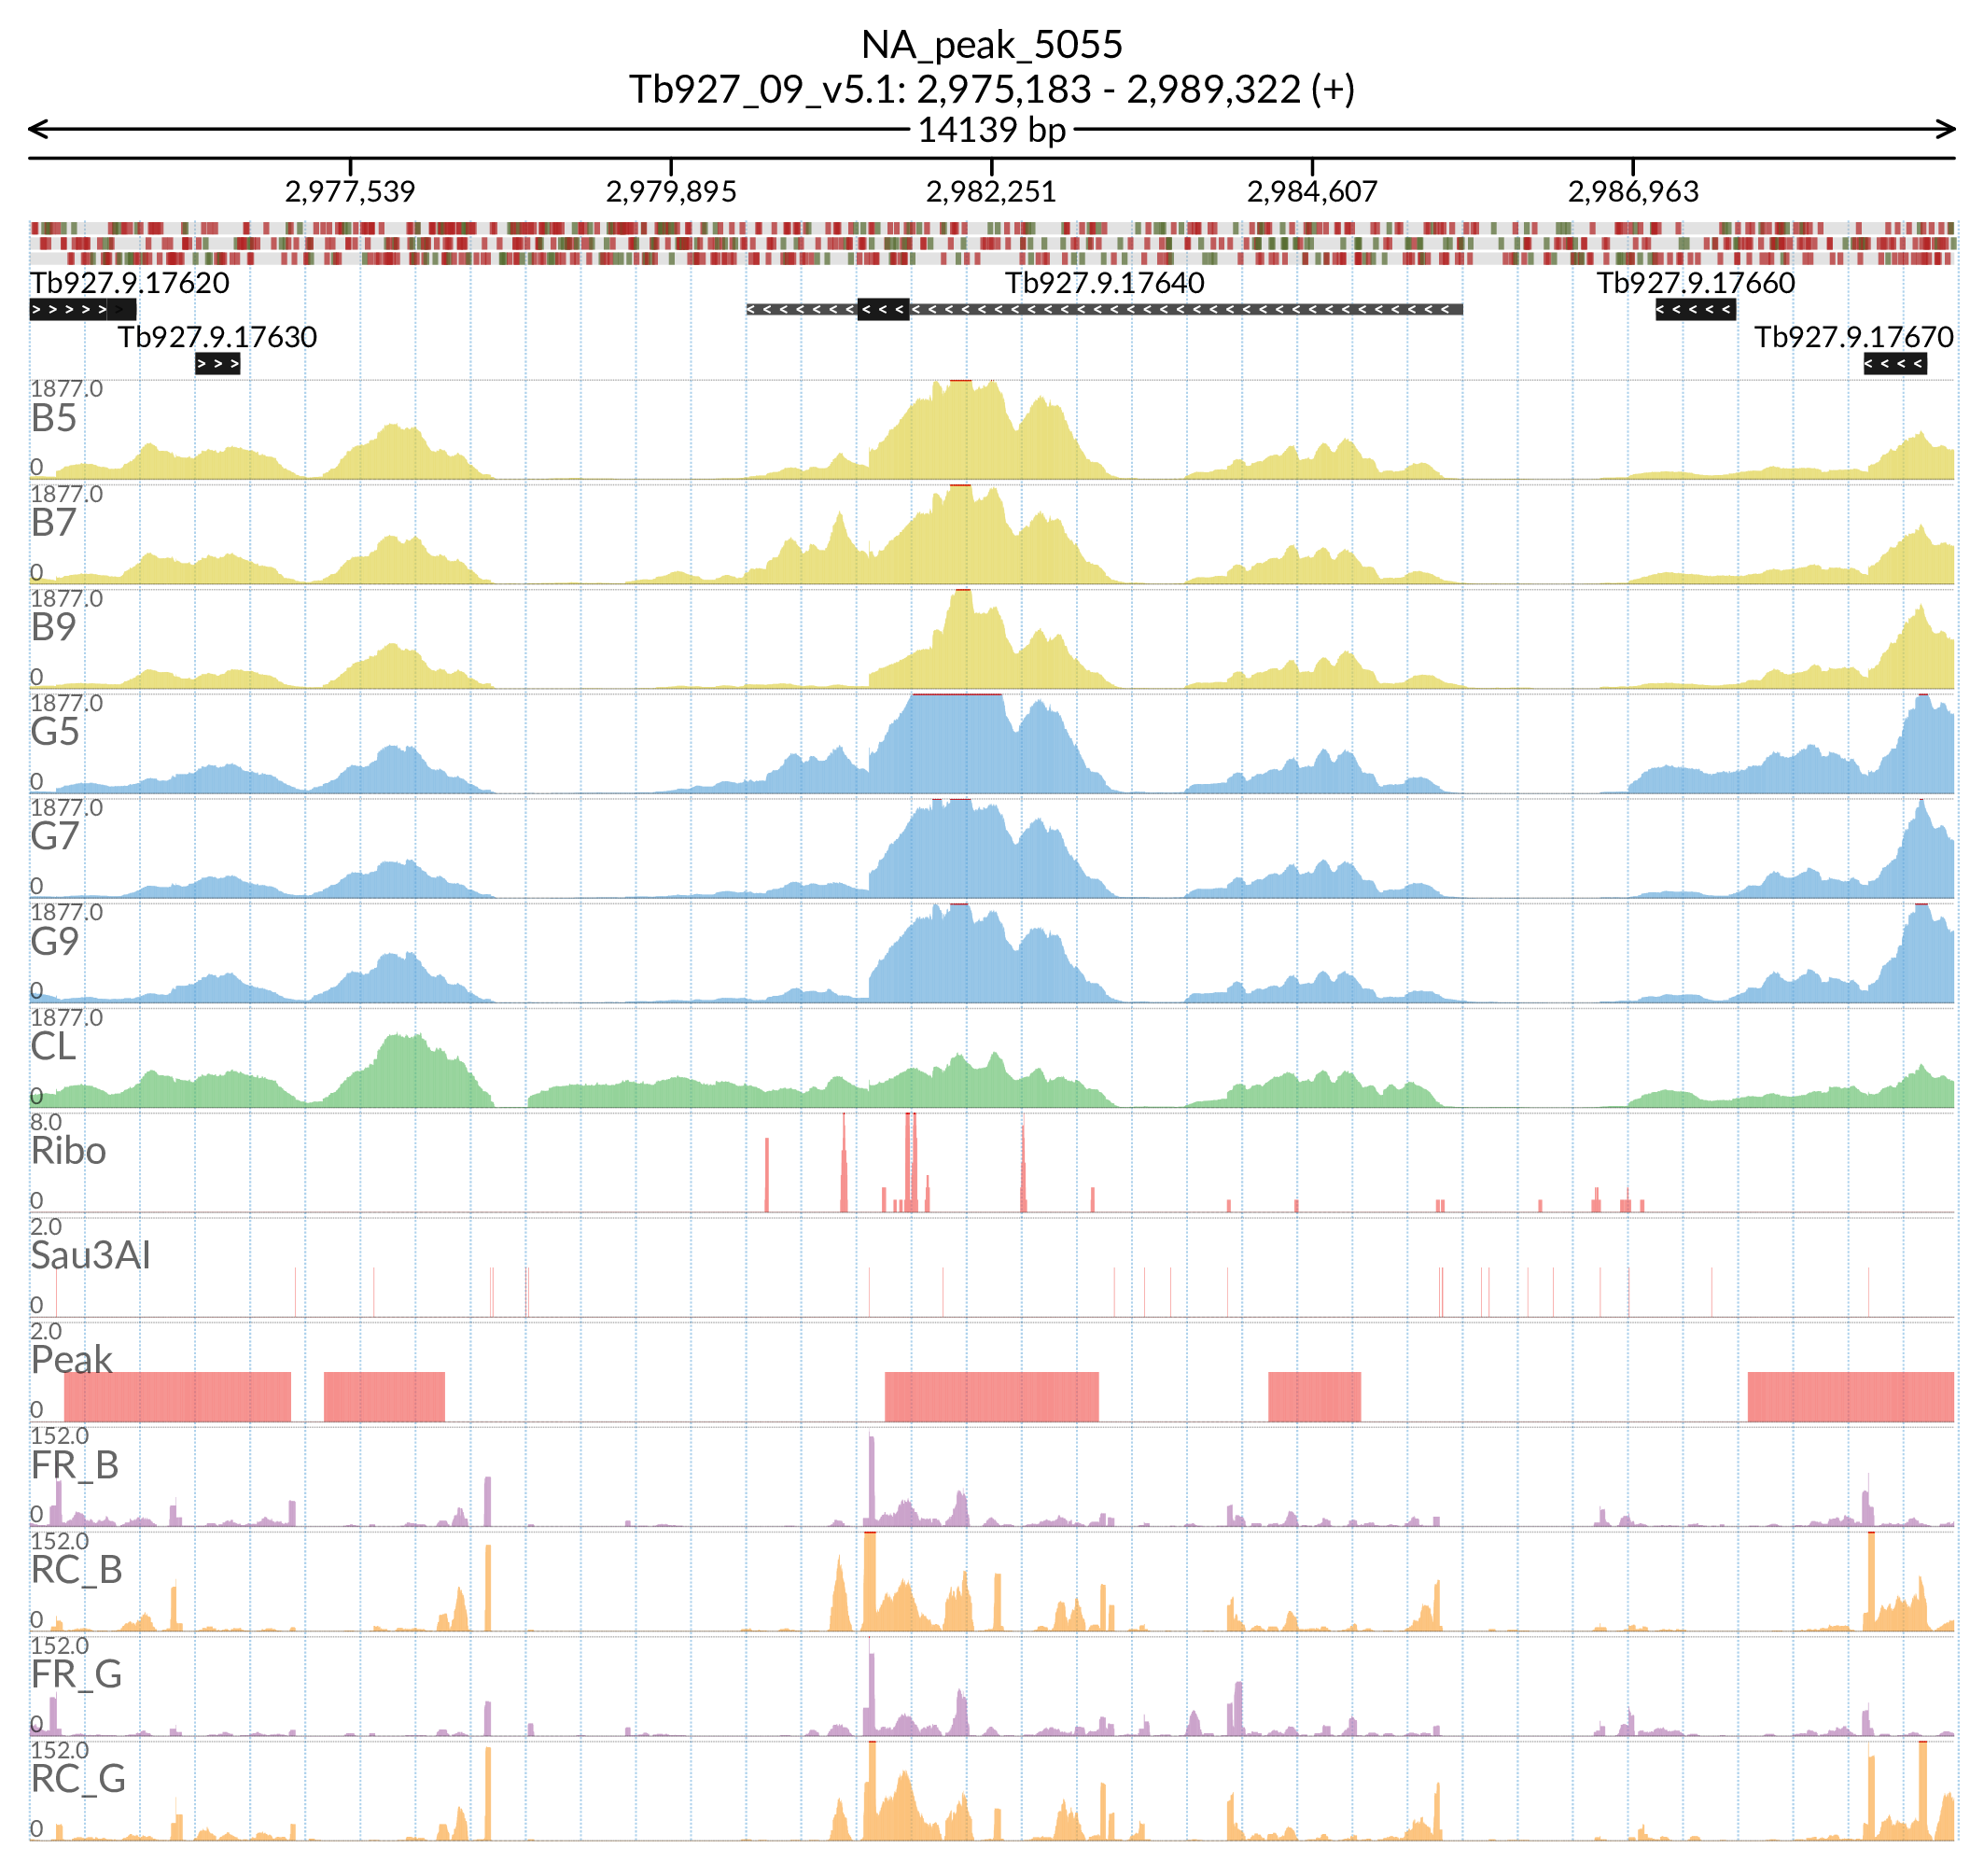 NA_peak_5055
Tb927_09_v5.1: 2,975,183 - 2,989,322 (+)
14139 bp
2,977,539 2,979,895 2,982,251 2,984,607 2,986,963
Tb927.9.17620 Tb927.9.17640 Tb927.9.17660
Tb927.9.17630 Tb927.9.17670
1877.0
B5
0
1877.0
B7
0
1877.0
B9
0
1877.0
G5
0
1877.0
G7
0
1877.0
G9
0
1877.0
CL
0
8.0
Ribo
0
2.0
Sau3AI
0
2.0
Peak
0
152.0
FR_B
0
152.0
RC_B
0
152.0
FR_G
0
152.0
RC_G
0